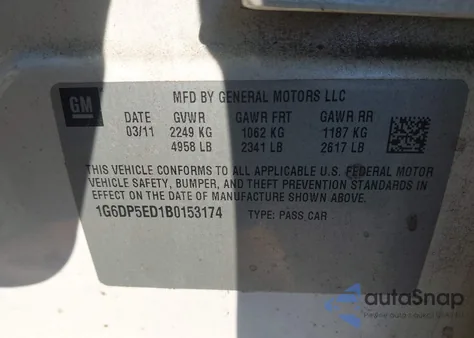 GM
MFD BY GENERAL MOTORS LLC
DATE GVWR GAWR FRT GAWR RR
03/11 2249 KG 1062 KG 1187 KG
4958 LB 2341 LB 2617 LB
THIS VEHICLE CONFORMS TO ALL APPLICABLE U.S. FEDERAL MOTOR
VEHICLE SAFETY, BUMPER, AND THEFT PREVENTION STANDARDS IN
EFFECT ON THE DATE OF MANUFACTURE SHOWN ABOVE.
1G6DP5ED1B0153174 TYPE: PASS CAR
autoSnap